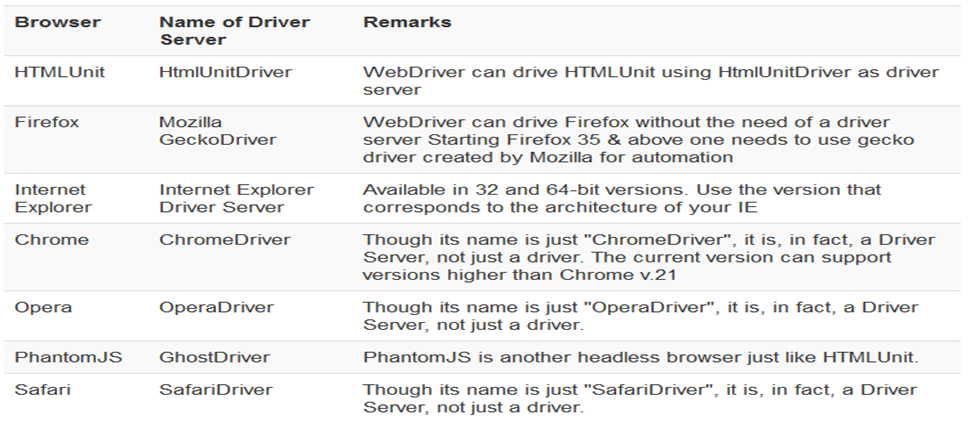 Browser Name of Driver Server Remarks
HTMLUnit HtmlUnitDriver WebDriver can drive HTMLUnit using HtmlUnitDriver as driver
server
Firefox Mozilla GeckoDriver WebDriver can drive Firefox without the need of a driver
server Starting Firefox 35 & above one needs to use gecko
driver created by Mozilla for automation
Internet Explorer Internet Explorer Driver Server Available in 32 and 64-bit versions. Use the version that
corresponds to the architecture of your IE
Chrome ChromeDriver Though its name is just "ChromeDriver", it is, in fact, a Driver
Server, not just a driver. The current version can support
versions higher than Chrome v.21
Opera OperaDriver Though its name is just "OperaDriver", it is, in fact, a Driver
Server, not just a driver.
PhantomJS GhostDriver PhantomJS is another headless browser just like HTMLUnit.
Safari SafariDriver Though its name is just "SafariDriver", it is, in fact, a Driver
Server, not just a driver.